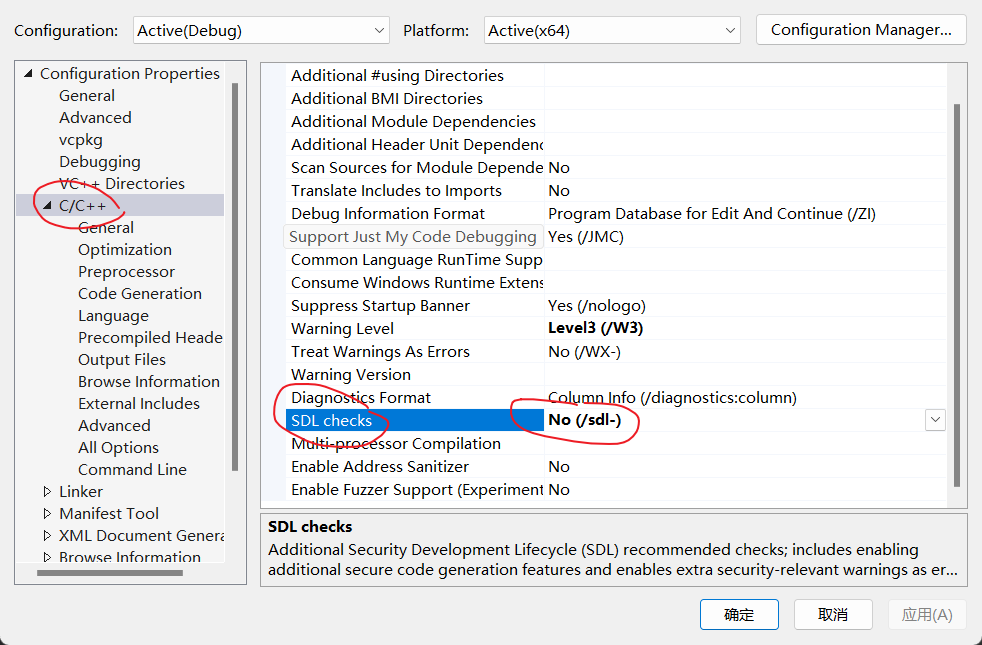 Configuration: Active(Debug) Platform: Active(x64) Configuration Manager...
Configuration Properties
General
Advanced
vcpkg
Debugging
VC++ Directories
C/C++
General
Optimization
Preprocessor
Code Generation
Language
Precompiled Heade
Output Files
Browse Information
External Includes
Advanced
All Options
Command Line
Linker
Manifest Tool
XML Document Genera
Browse Information
Additional #using Directories
Additional BMI Directories
Additional Module Dependencies
Additional Header Unit Dependenc
Scan Sources for Module Depende No
Translate Includes to Imports No
Debug Information Format Program Database for Edit And Continue (/ZI)
Support Just My Code Debugging Yes (/JMC)
Common Language RunTime Supp
Consume Windows Runtime Extens
Suppress Startup Banner Yes (/nologo)
Warning Level Level3 (/W3)
Treat Warnings As Errors No (/WX-)
Warning Version
Diagnostics Format Column Info (/diagnostics:column)
SDL checks No (/sdl-)
Multi-processor Compilation
Enable Address Sanitizer No
Enable Fuzzer Support (Experiment No
SDL checks
Additional Security Development Lifecycle (SDL) recommended checks; includes enabling
additional secure code generation features and enables extra security-relevant warnings as er...
确定 取消 应用(A)